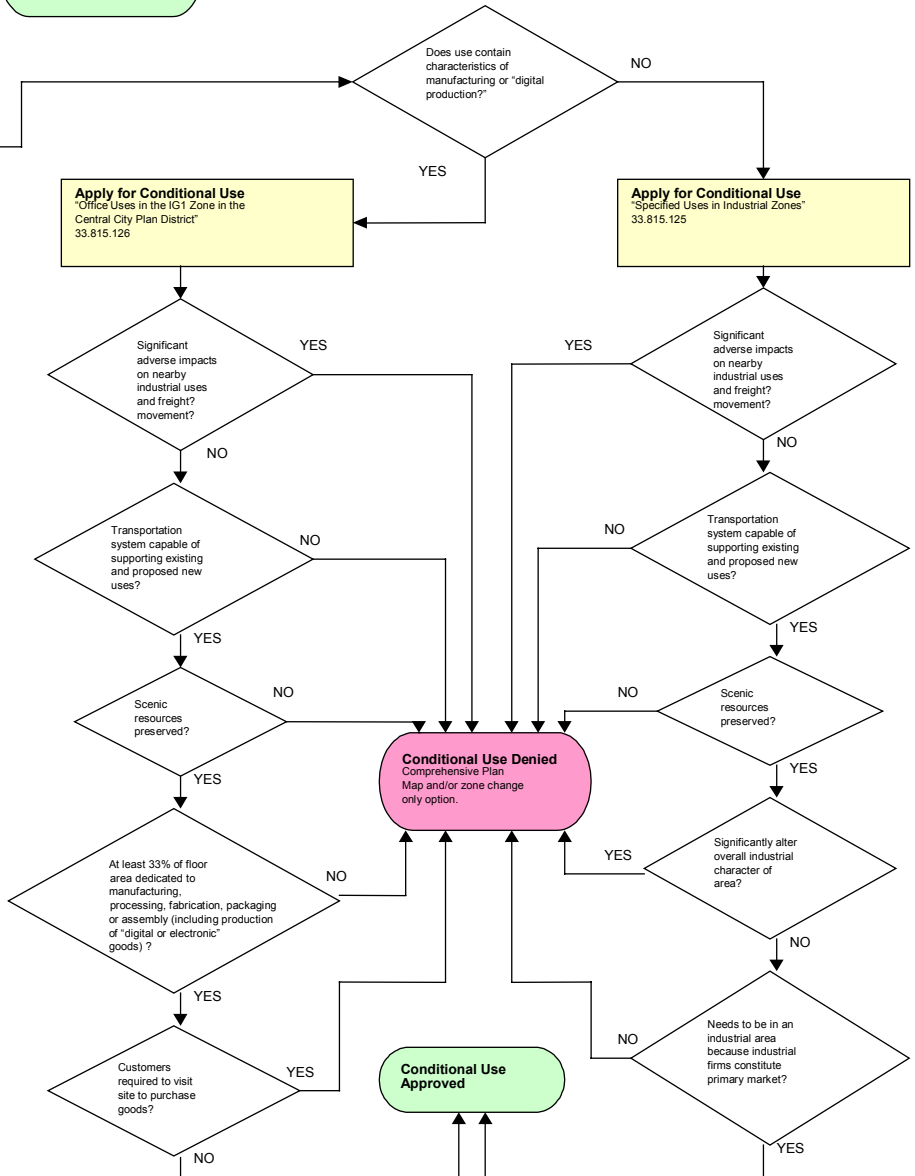 Does use contain
characteristics of
manufacturing or “digital
production?”
NO
YES
Apply for Conditional Use
“Office Uses in the IG1 Zone in the
Central City Plan District”
33.815.126
Apply for Conditional Use
“Specified Uses in Industrial Zones”
33.815.125
Significant
adverse impacts
on nearby
industrial uses
and freight?
movement?
YES
NO
YES
Significant
adverse impacts
on nearby
industrial uses
and freight?
movement?
NO
Transportation
system capable of
supporting existing
and proposed new
uses?
NO
YES
NO
Transportation
system capable of
supporting existing
and proposed new
uses?
YES
Scenic
resources
preserved?
NO
YES
NO
Scenic
resources
preserved?
YES
Conditional Use Denied
Comprehensive Plan
Map and/or zone change
only option.
At least 33% of floor
area dedicated to
manufacturing,
processing, fabrication, packaging
or assembly (including production
of “digital or electronic”
goods) ?
NO
YES
YES
Significantly alter
overall industrial
character of
area?
NO
Customers
required to visit
site to purchase
goods?
YES
NO
Conditional Use
Approved
NO
Needs to be in an
industrial area
because industrial
firms constitute
primary market?
YES